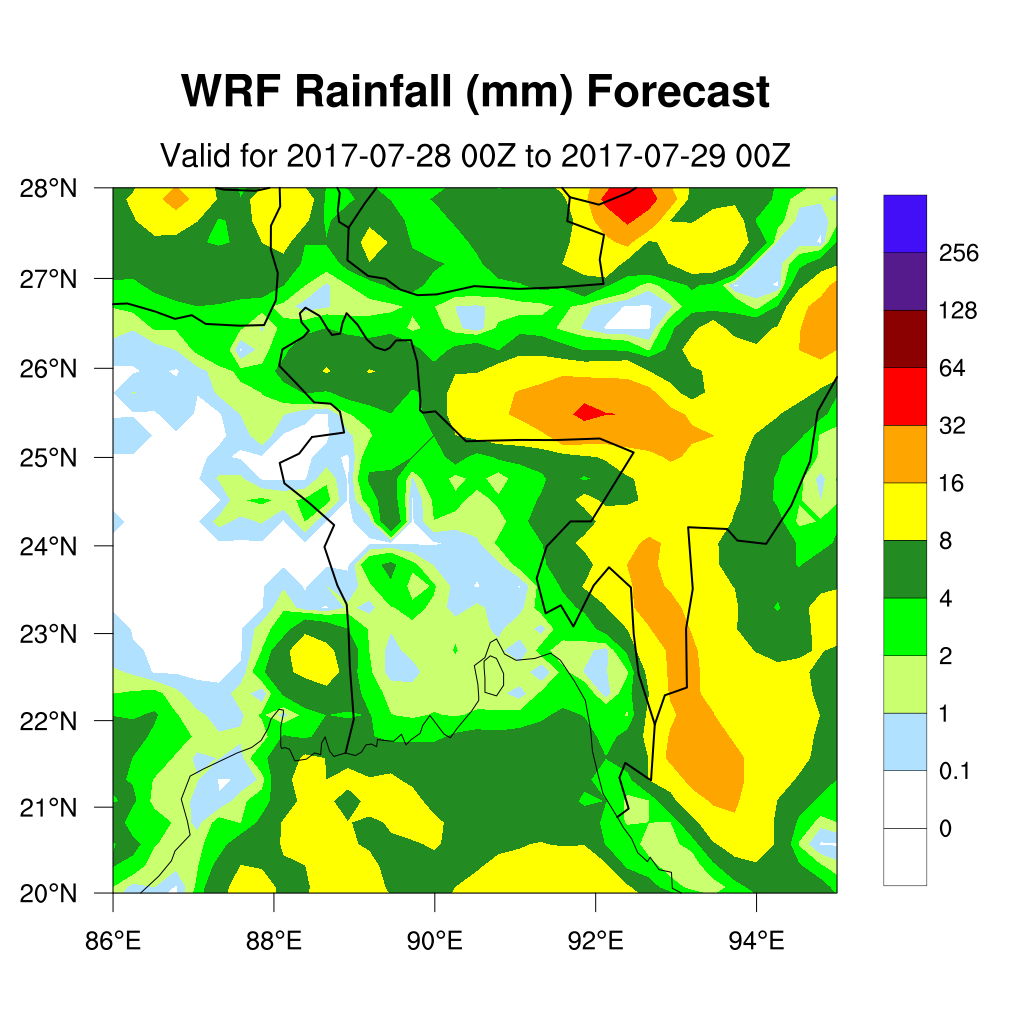 WRF Rainfall (mm) Forecast
Valid for 2017-07-28 00Z to 2017-07-29 00Z
28°N
27°N
26°N
25°N
24°N
23°N
22°N
21°N
20°N
86°E
88°E
90°E
92°E
94°E
256
128
64
32
16
8
4
2
1
0.1
0